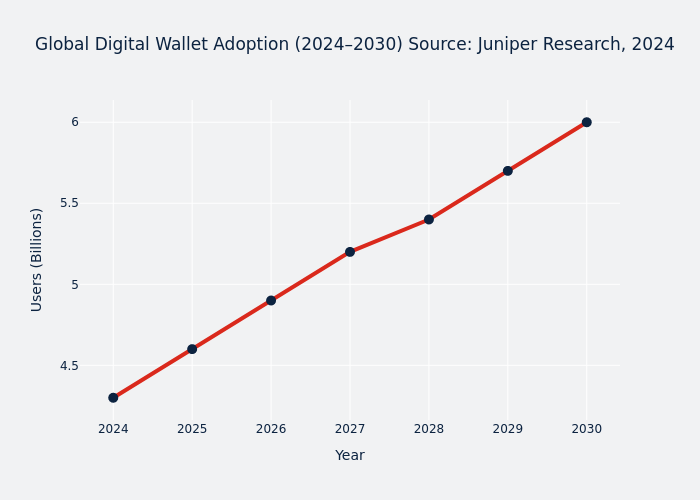 Global Digital Wallet Adoption (2024–2030) Source: Juniper Research, 2024
6
5.5
5
4.5
Users (Billions)
2024 2025 2026 2027 2028 2029 2030
Year